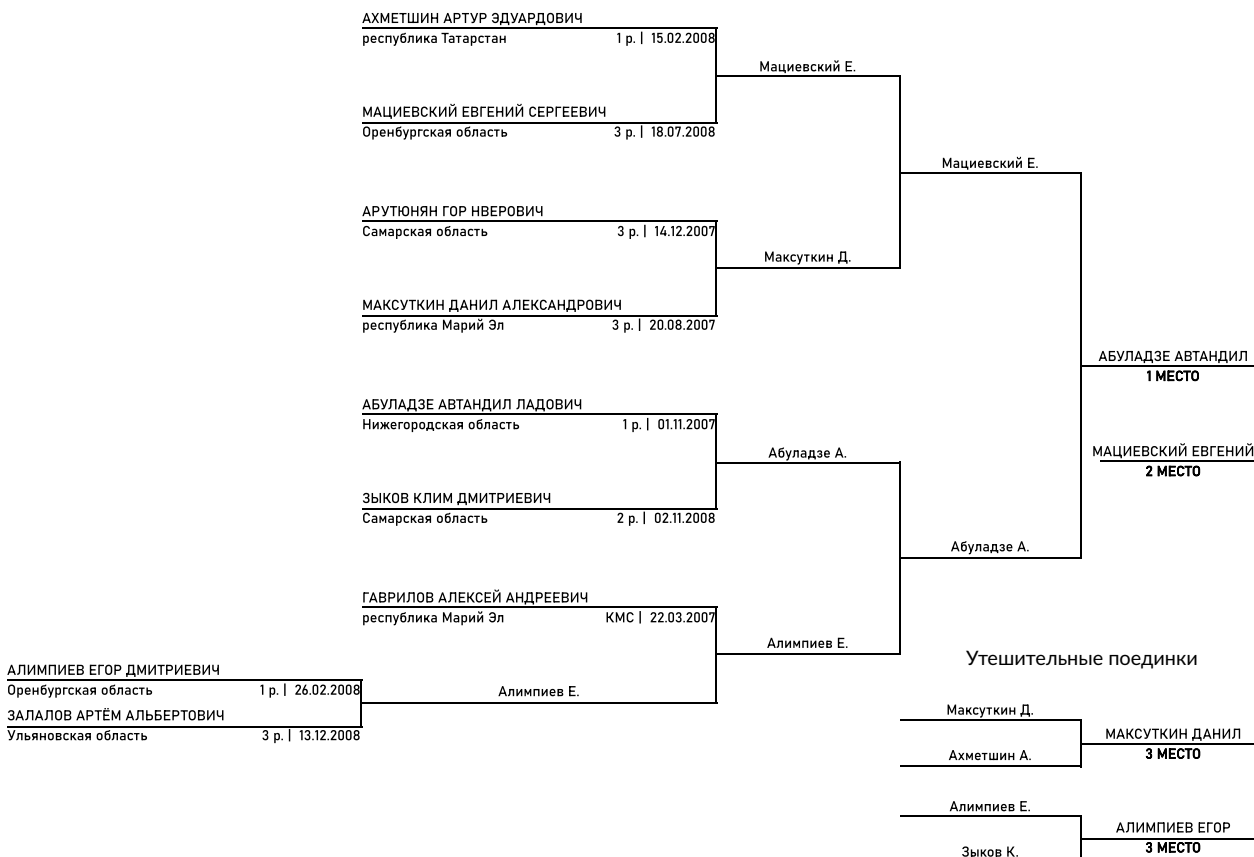 АХМЕТШИН АРТУР ЭДУАРДОВИЧ
республика Татарстан 1 р. | 15.02.2008
Мациевский Е.
МАЦИЕВСКИЙ ЕВГЕНИЙ СЕРГЕЕВИЧ
Оренбургская область 3 р. | 18.07.2008
Мациевский Е.
АРУТЮНЯН ГОР НВЕРОВИЧ
Самарская область 3 р. | 14.12.2007
Максуткин Д.
МАКСУТКИН ДАНИЛ АЛЕКСАНДРОВИЧ
республика Марий Эл 3 р. | 20.08.2007
АБУЛАДЗЕ АВТАНДИЛ
1 МЕСТО
АБУЛАДЗЕ АВТАНДИЛ ЛАДОВИЧ
Нижегородская область 1 р. | 01.11.2007
Абуладзе А.
МАЦИЕВСКИЙ ЕВГЕНИЙ
2 МЕСТО
ЗЫКОВ КЛИМ ДМИТРИЕВИЧ
Самарская область 2 р. | 02.11.2008
Абуладзе А.
ГАВРИЛОВ АЛЕКСЕЙ АНДРЕЕВИЧ
республика Марий Эл КМС | 22.03.2007
Алимпиев Е.
Утешительные поединки
АЛИМПИЕВ ЕГОР ДМИТРИЕВИЧ
Оренбургская область 1 р. | 26.02.2008
Алимпиев Е.
ЗАЛАЛОВ АРТЁМ АЛЬБЕРТОВИЧ
Ульяновская область 3 р. | 13.12.2008
Максуткин Д.
МАКСУТКИН ДАНИЛ
3 МЕСТО
Ахметшин А.
Алимпиев Е.
АЛИМПИЕВ ЕГОР
3 МЕСТО
Зыков К.